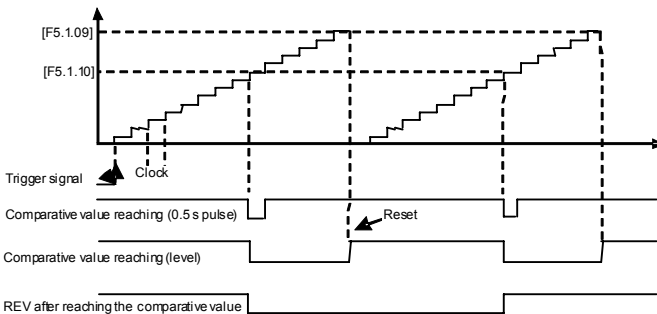 [F5.1.09]
[F5.1.10]
Trigger signal
Clock
Comparative value reaching (0.5 s pulse)
Reset
Comparative value reaching (level)
REV after reaching the comparative value